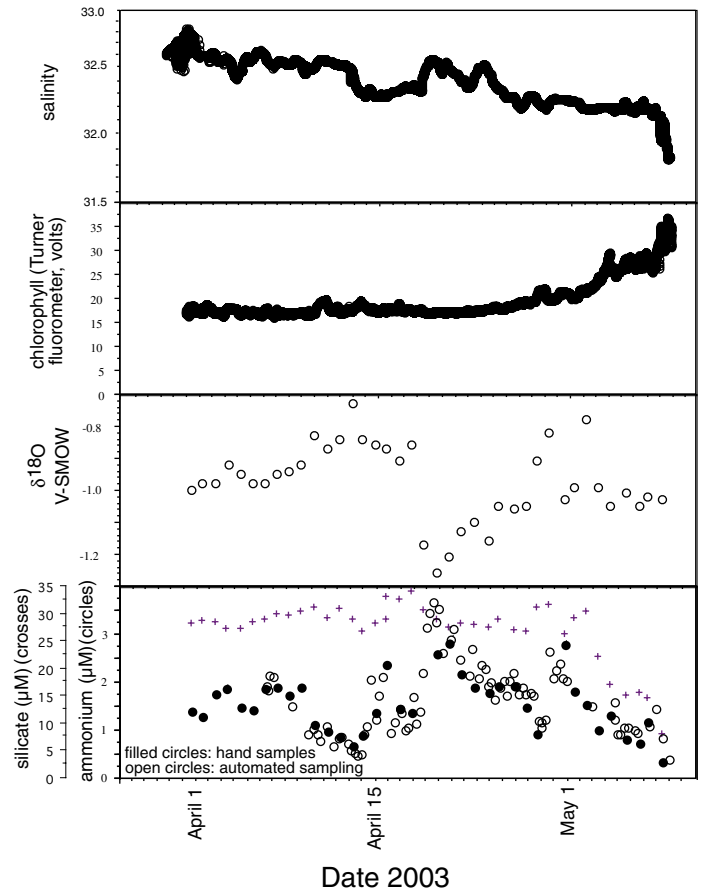 33.0
32.5
32.0
31.5
salinity
35
30
25
20
15
10
5
0
chlorophyll (Turner
fluorometer, volts)
-0.8
-1.0
-1.2
δ18O
V-SMOW
35
30
25
20
15
10
5
0
silicate (μM) (crosses)
3
2
1
0
ammonium (μM)(circles)
filled circles: hand samples
open circles: automated sampling
April 1
April 15
May 1
Date 2003